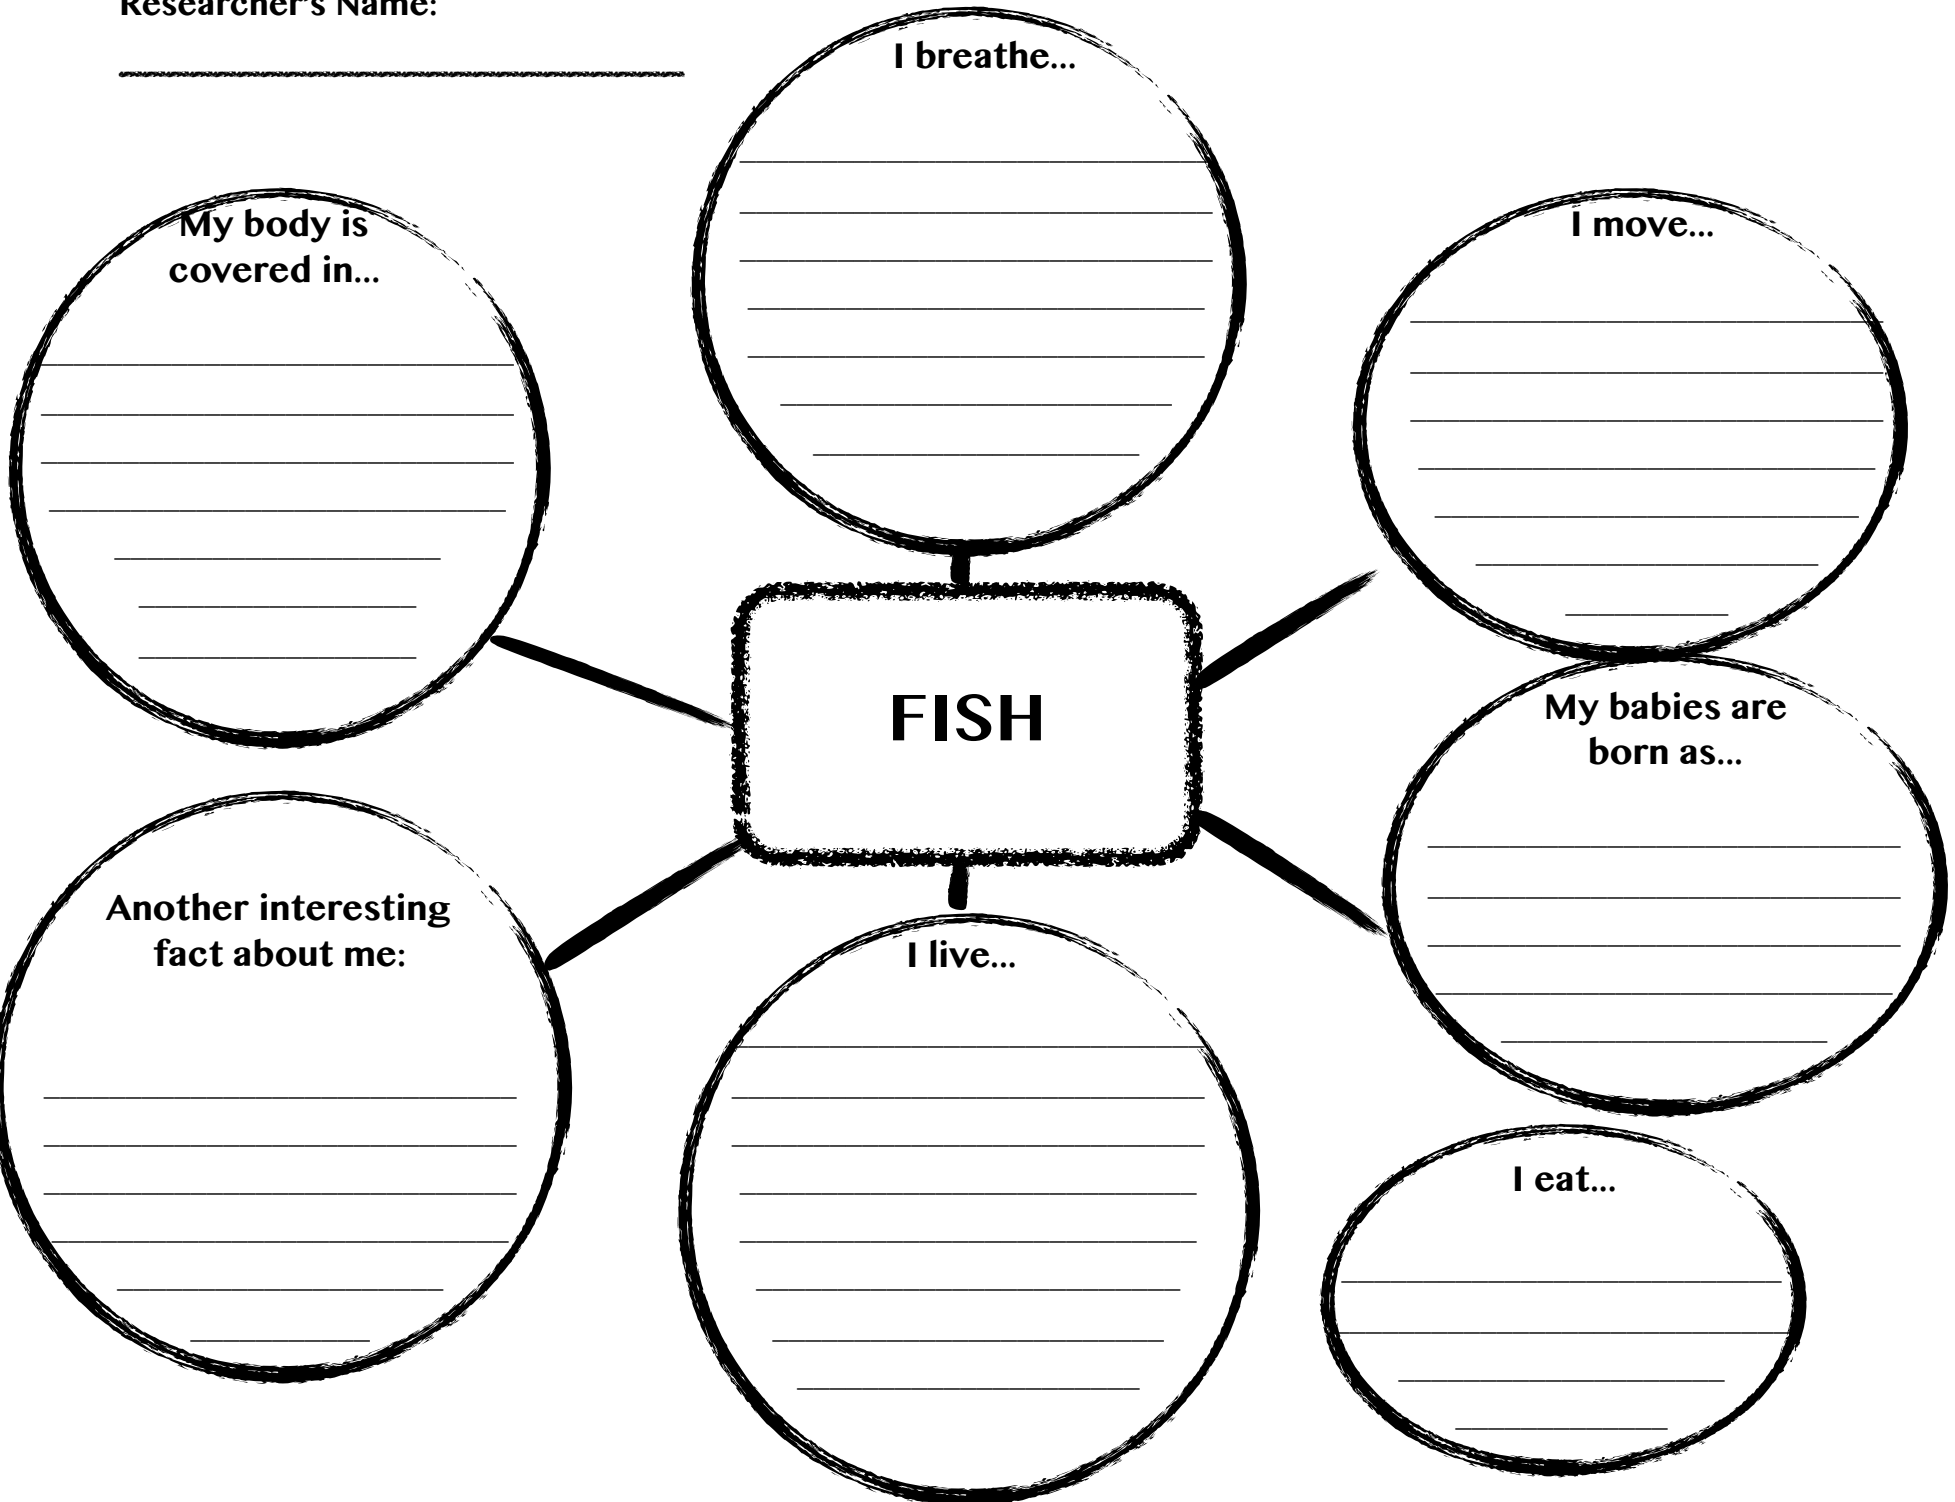 Researcher's Name:
I breathe...
My body is
covered in...
I move...
FISH
My babies are
born as...
Another interesting
fact about me:
I live...
I eat...